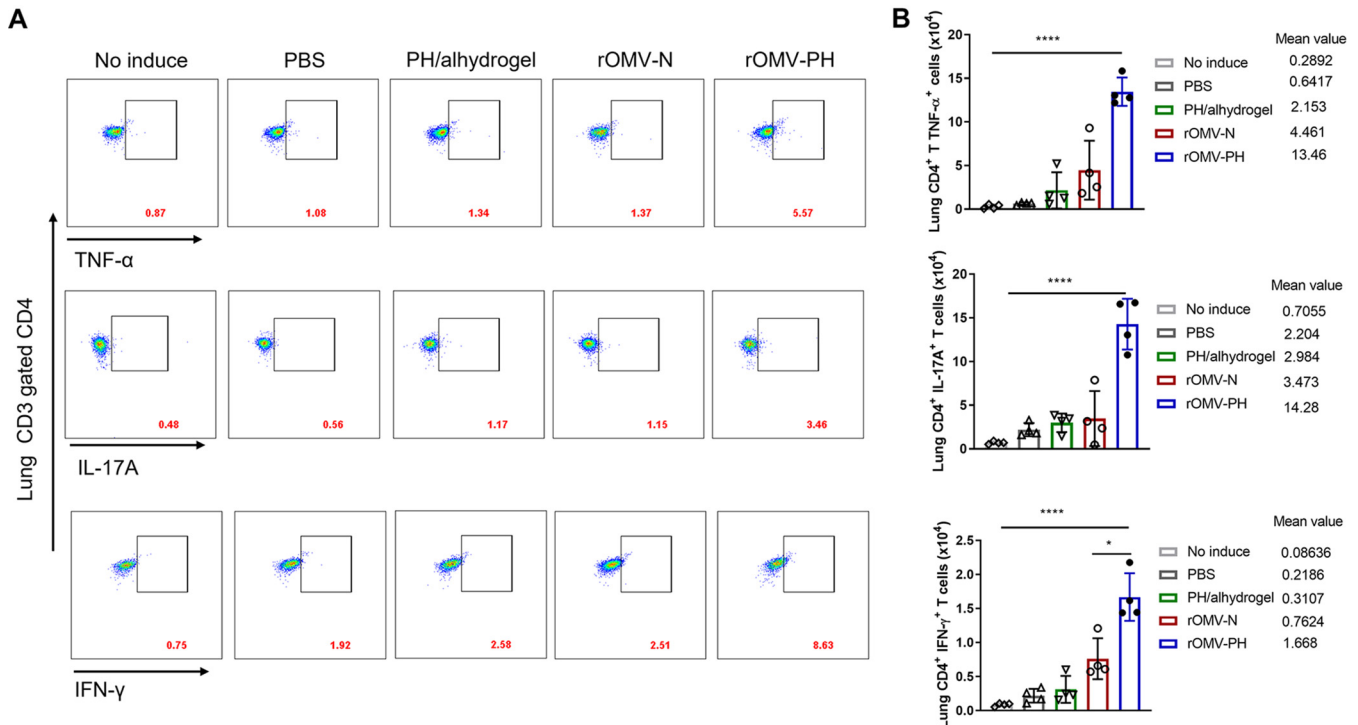 A
No induce PBS PH/alhydrogel rOMV-N rOMV-PH
0.87 1.08 1.34 1.37 5.57
TNF-α
0.48 0.56 1.17 1.15 3.46
IL-17A
0.75 1.92 2.58 2.51 8.63
IFN-γ
Lung CD3 gated CD4
B
Lung CD4⁺ T TNF-α⁺ cells (x10⁴)
20
15
10
5
0
****
Mean value
No induce 0.2892
PBS 0.6417
PH/alhydrogel 2.153
rOMV-N 4.461
rOMV-PH 13.46
Lung CD4⁺ IL-17A⁺ T cells (x10⁴)
20
15
10
5
0
****
Mean value
No induce 0.7055
PBS 2.204
PH/alhydrogel 2.984
rOMV-N 3.473
rOMV-PH 14.28
Lung CD4⁺ IFN-γ⁺ T cells (x10⁴)
2.5
2.0
1.5
1.0
0.5
0.0
****
*
Mean value
No induce 0.08636
PBS 0.2186
PH/alhydrogel 0.3107
rOMV-N 0.7624
rOMV-PH 1.668